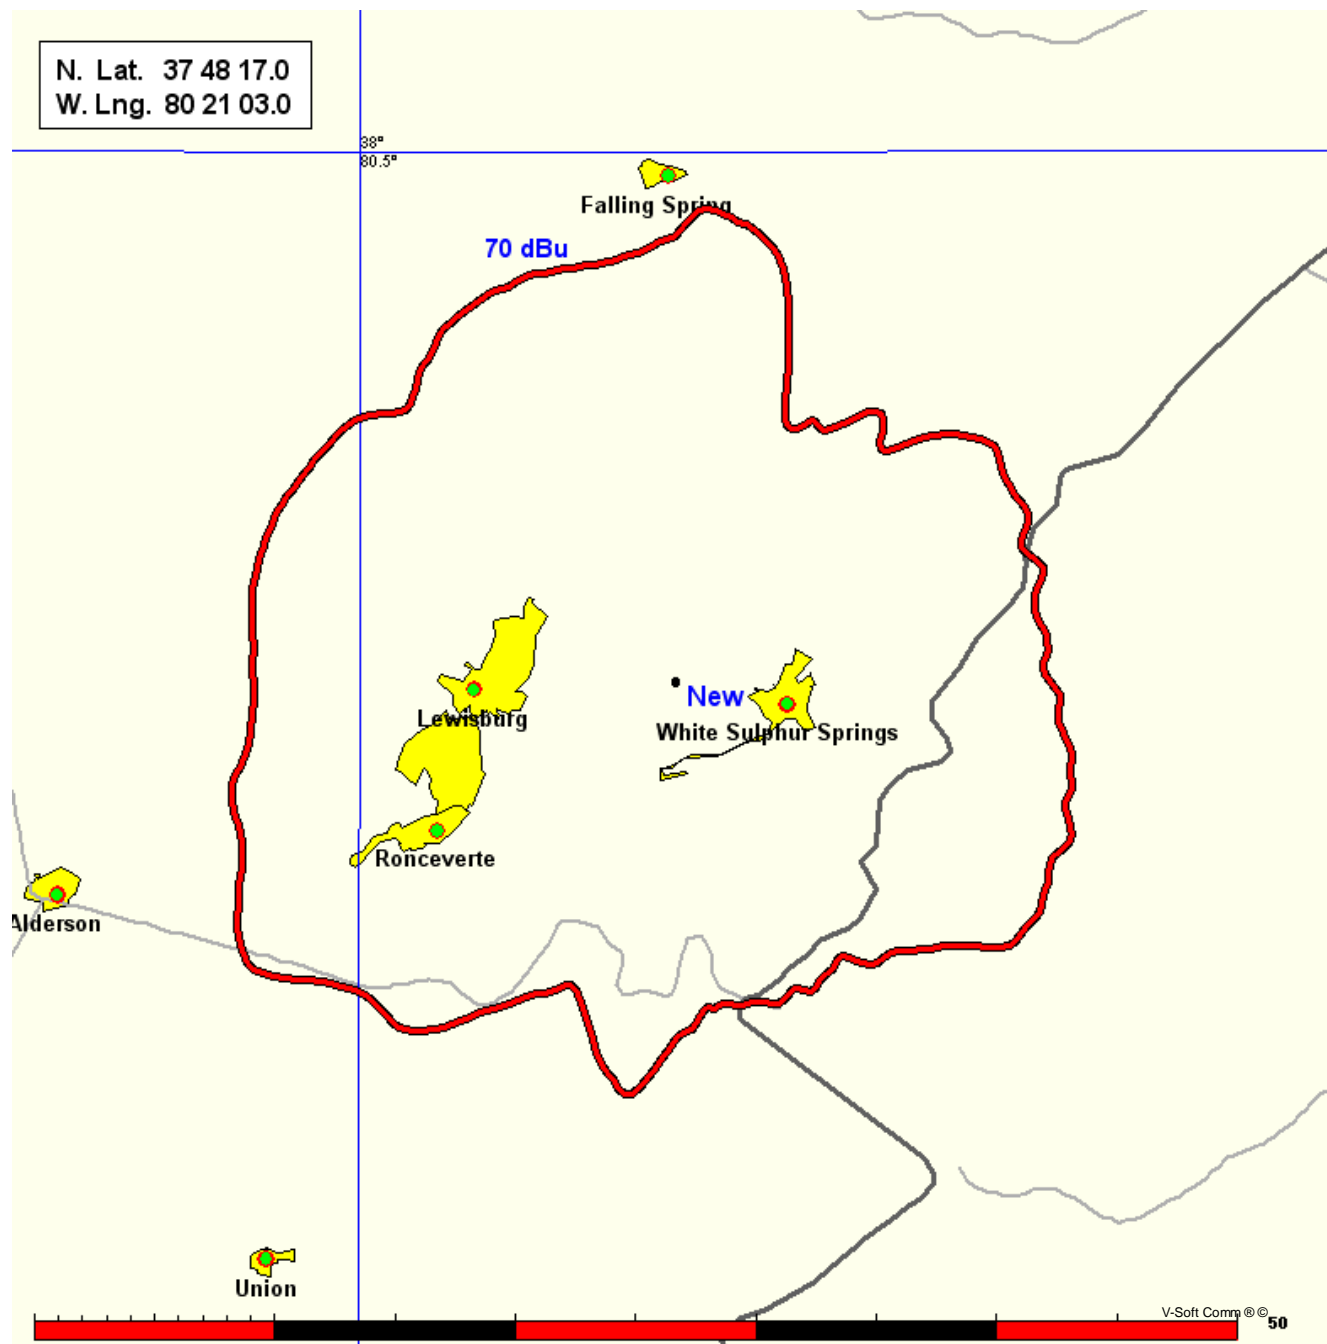 N. Lat. 37 48 17.0
W. Lng. 80 21 03.0
38°
80.5°
Falling Spring
70 dBu
New
Lewisburg
White Sulphur Springs
Ronceverte
Alderson
Union
V-Soft Comm ® ©
50